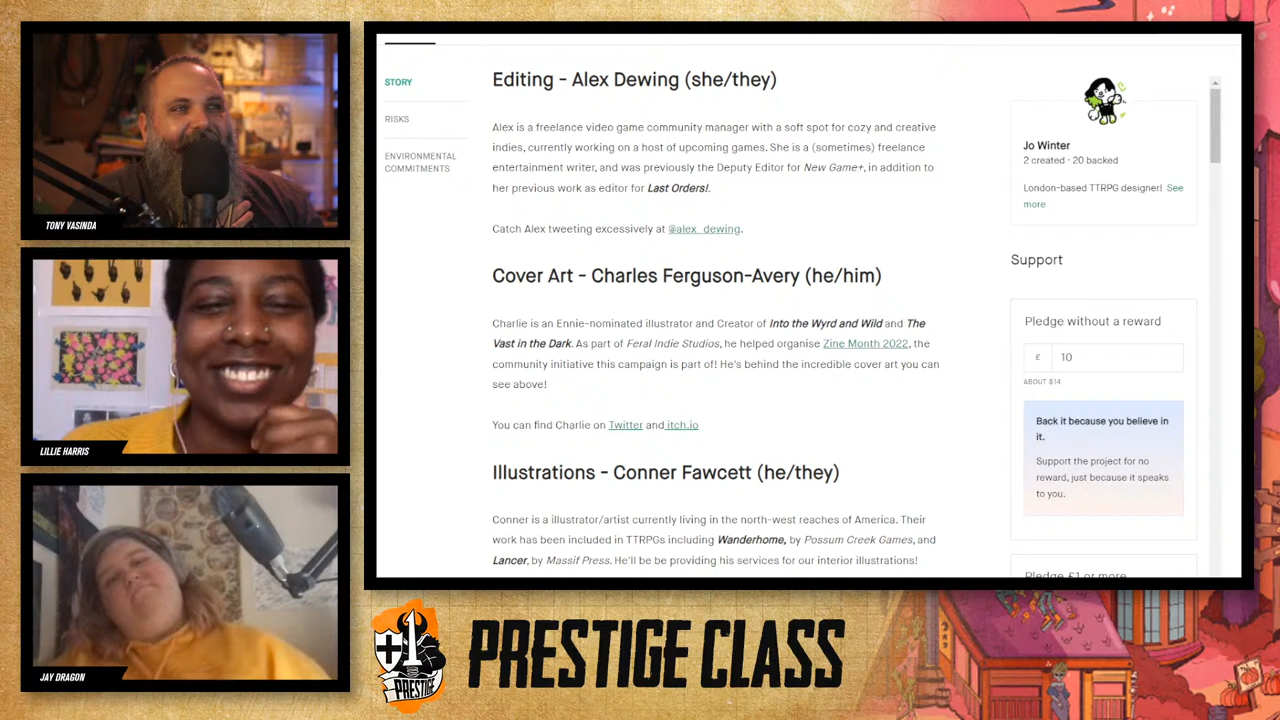 TONY VASINDA
LILLIE HARRIS
JAY DRAGON
STORY
RISKS
ENVIRONMENTAL
COMMITMENTS
Editing - Alex Dewing (she/they)
Alex is a freelance video game community manager with a soft spot for cozy and creative
indies, currently working on a host of upcoming games. She is a (sometimes) freelance
entertainment writer, and was previously the Deputy Editor for New Game+, in addition to
her previous work as editor for Last Orders!.
Catch Alex tweeting excessively at @alex_dewing.
Cover Art - Charles Ferguson-Avery (he/him)
Charlie is an Ennie-nominated illustrator and Creator of Into the Wyrd and Wild and The
Vast in the Dark. As part of Feral Indie Studios, he helped organise Zine Month 2022, the
community initiative this campaign is part of! He's behind the incredible cover art you can
see above!
You can find Charlie on Twitter and itch.io
Illustrations - Conner Fawcett (he/they)
Conner is a illustrator/artist currently living in the north-west reaches of America. Their
work has been included in TTRPGs including Wanderhome, by Possum Creek Games, and
Lancer, by Massif Press. He'll be be providing his services for our interior illustrations!
Jo Winter
2 created · 20 backed
London-based TTRPG designer! See
more
Support
Pledge without a reward
£ 10
ABOUT $14
Back it because you believe in
it.
Support the project for no
reward, just because it speaks
to you.
Pledge £1 or more
PRESTIGE
PRESTIGE CLASS